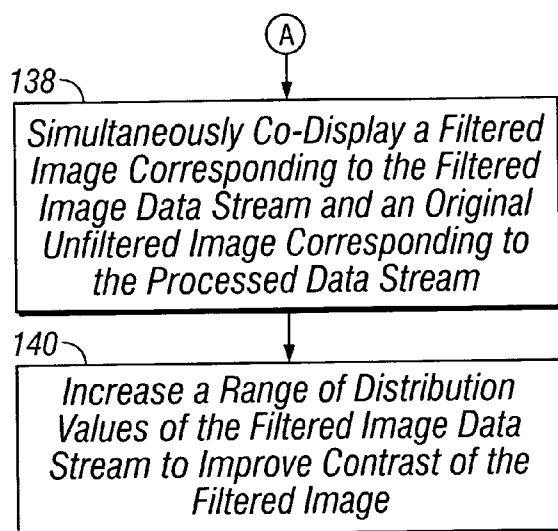 A
138
Simultaneously Co-Display a Filtered
Image Corresponding to the Filtered
Image Data Stream and an Original
Unfiltered Image Corresponding to
the Processed Data Stream
140
Increase a Range of Distribution
Values of the Filtered Image Data
Stream to Improve Contrast of the
Filtered Image